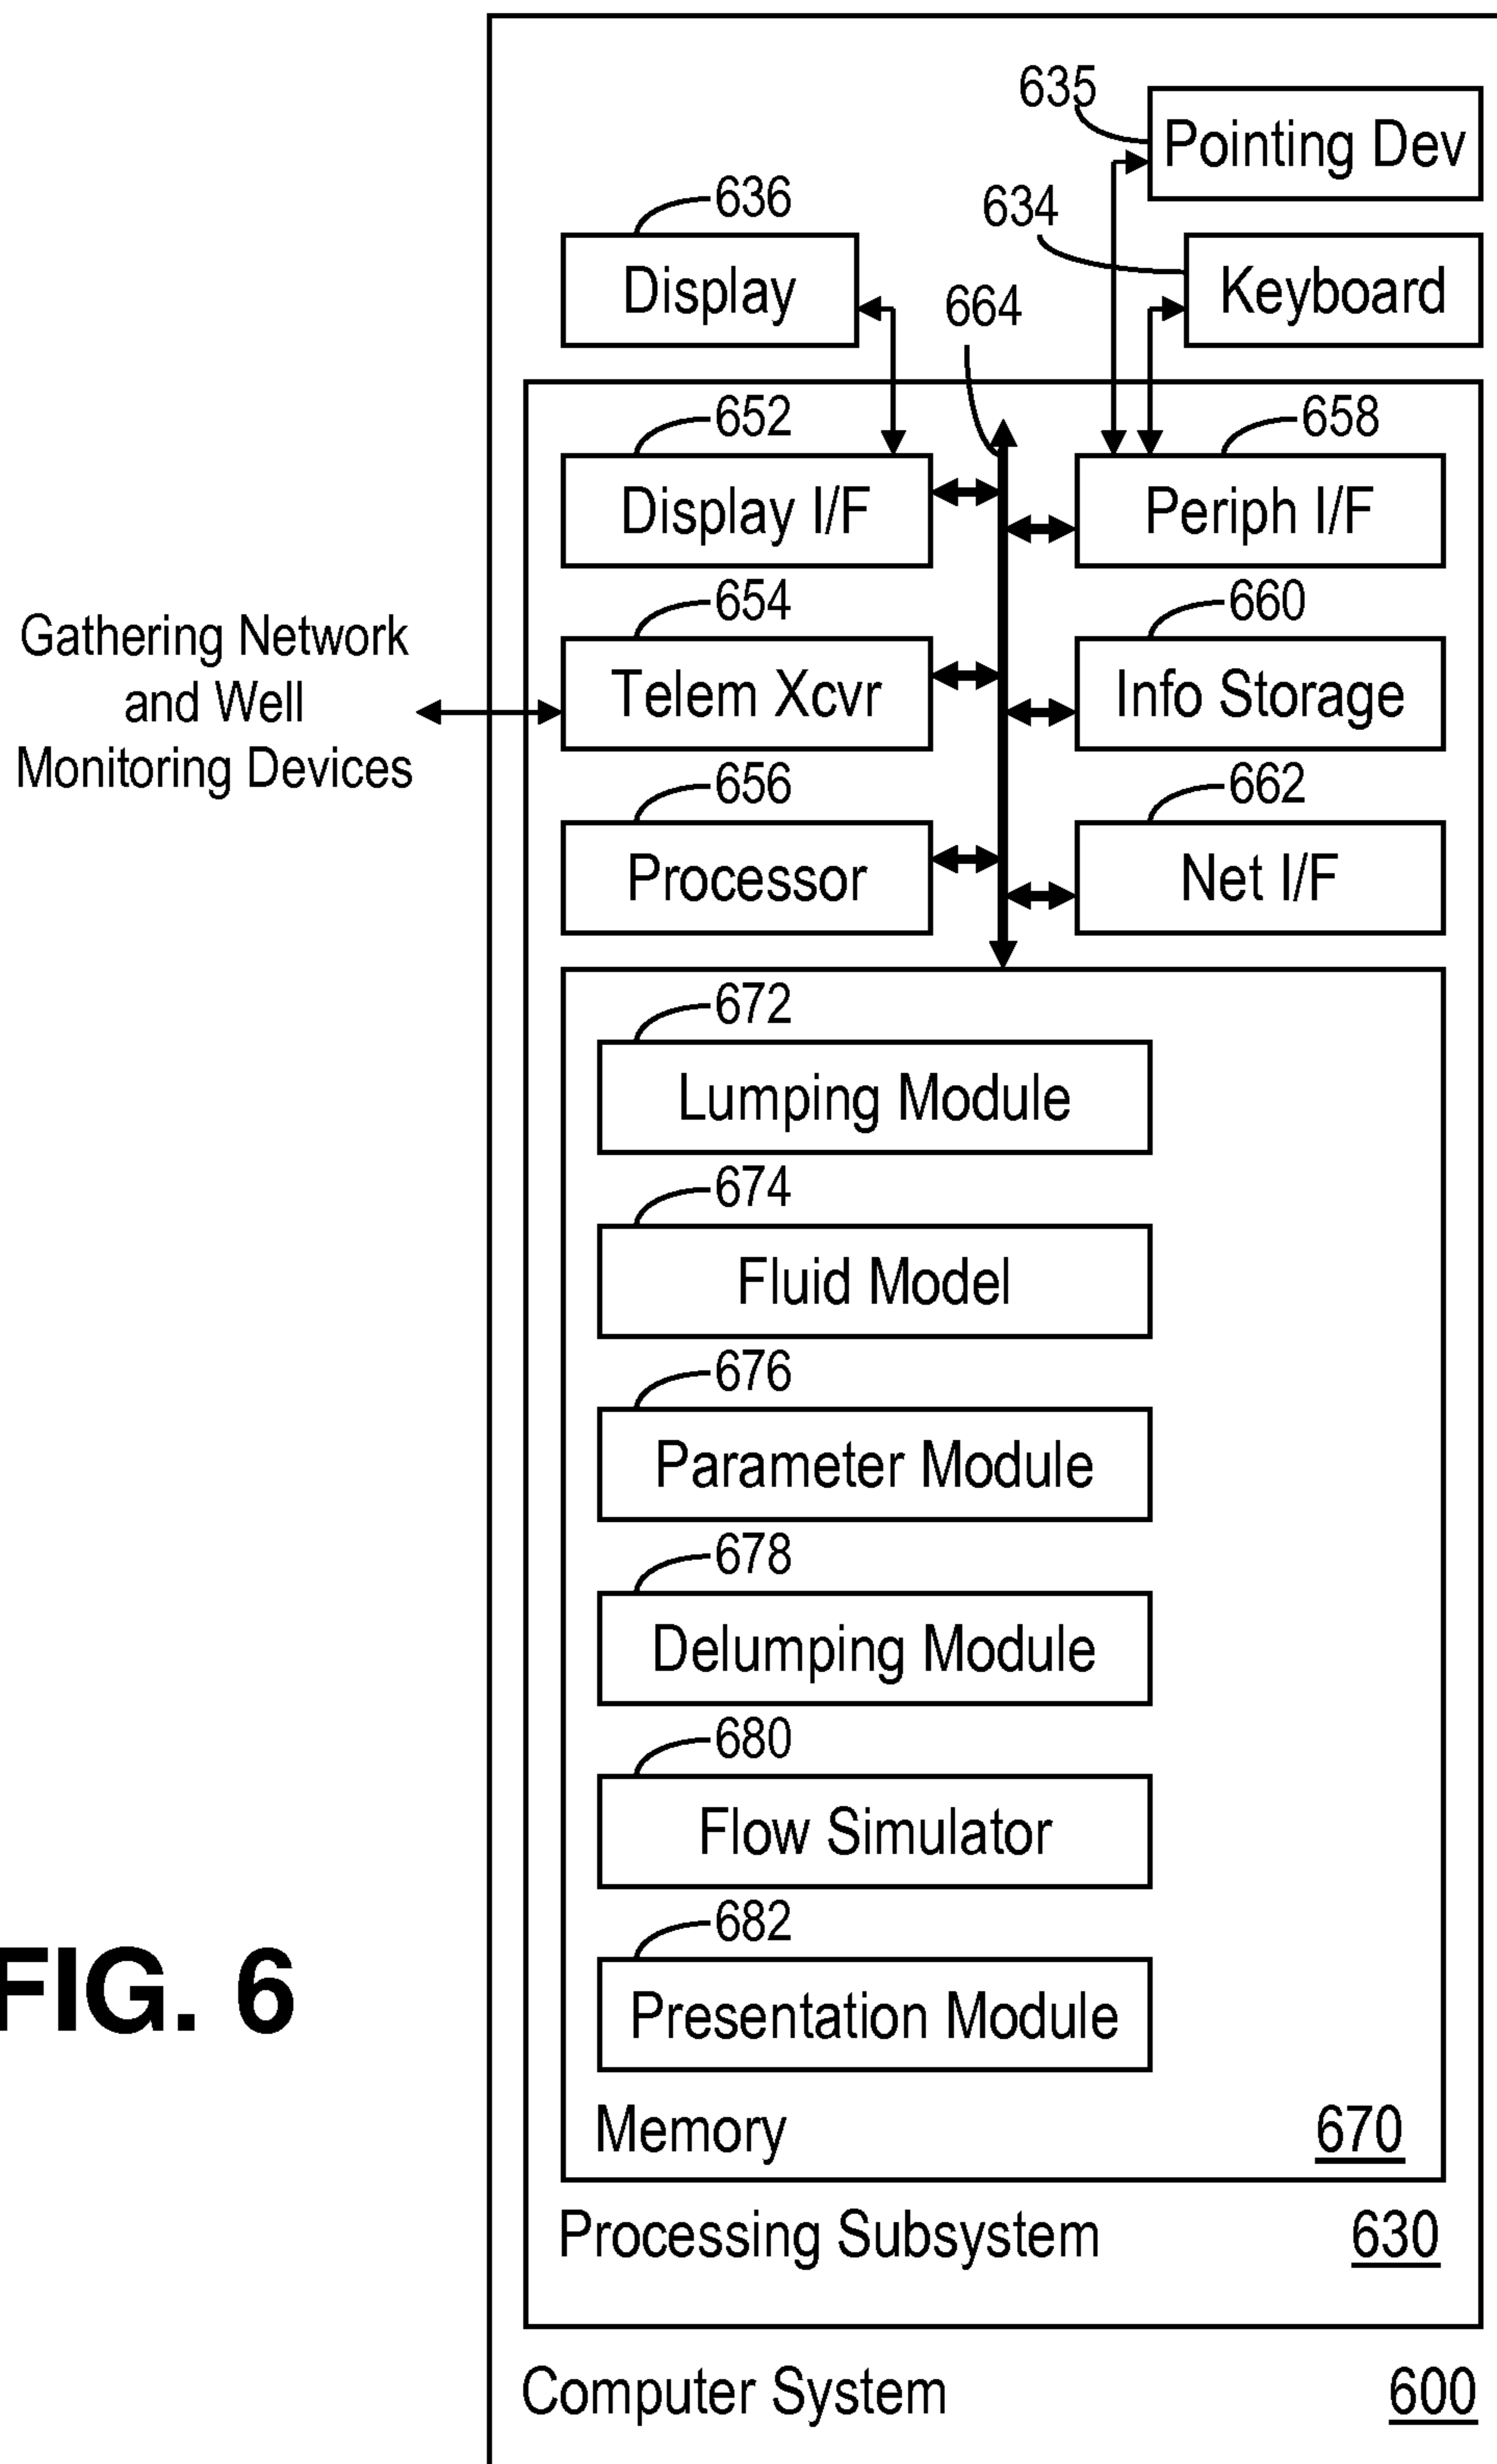 635
Pointing Dev
636
634
Display
Keyboard
664
652
658
Display I/F
Periph I/F
Gathering Network
and Well
Monitoring Devices
654
660
Telem Xcvr
Info Storage
656
662
Processor
Net I/F
672
Lumping Module
674
Fluid Model
676
Parameter Module
678
Delumping Module
680
Flow Simulator
682
Presentation Module
FIG. 6
Memory 670
Processing Subsystem 630
Computer System 600